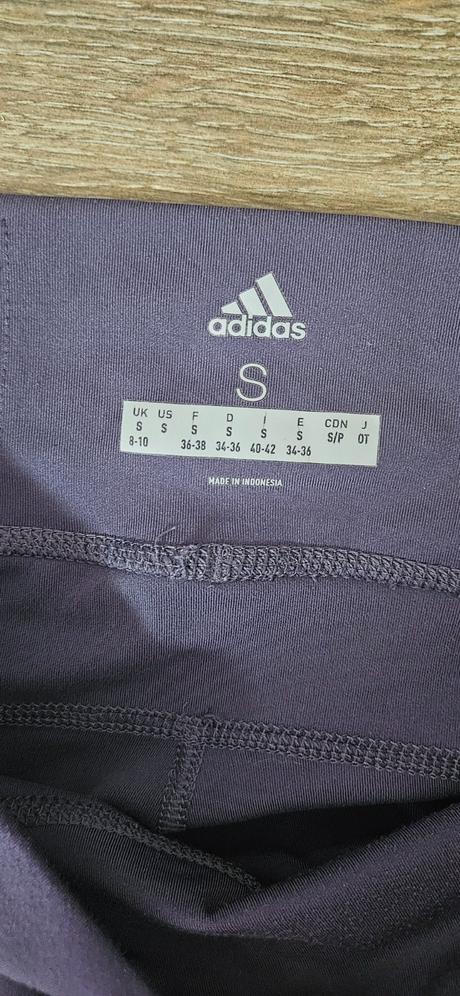 adidas
S
UK US F D I E CDN J
S S S S S S S/P OT
8-10 36-38 34-36 40-42 34-36
MADE IN INDONESIA